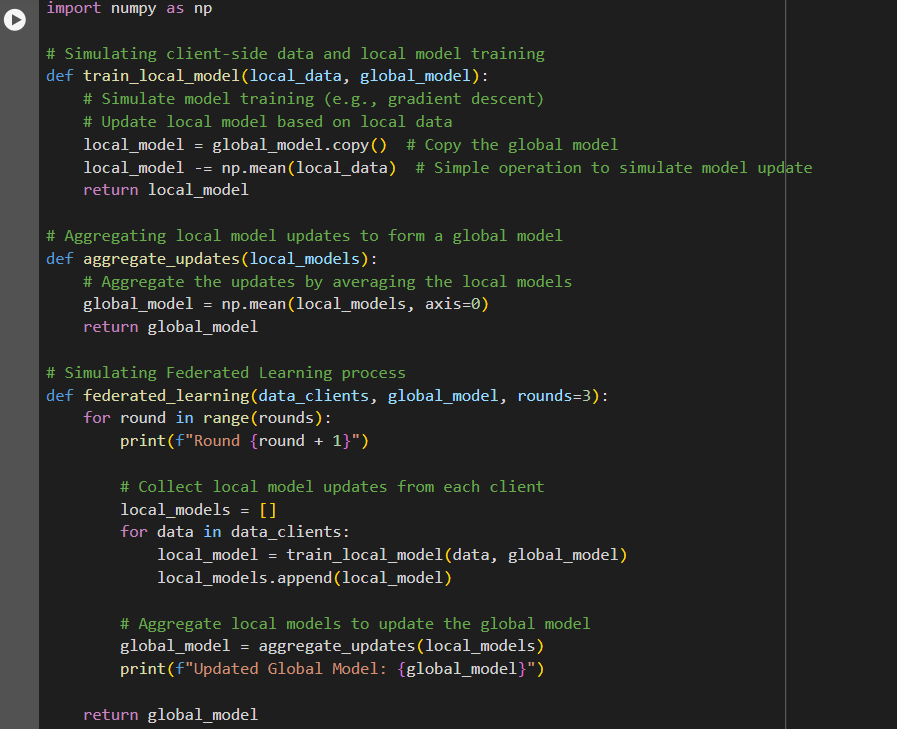 import numpy as np
# Simulating client-side data and local model training
def train_local_model(local_data, global_model):
    # Simulate model training (e.g., gradient descent)
    # Update local model based on local data
    local_model = global_model.copy()  # Copy the global model
    local_model -= np.mean(local_data)  # Simple operation to simulate model update
    return local_model
# Aggregating local model updates to form a global model
def aggregate_updates(local_models):
    # Aggregate the updates by averaging the local models
    global_model = np.mean(local_models, axis=0)
    return global_model
# Simulating Federated Learning process
def federated_learning(data_clients, global_model, rounds=3):
    for round in range(rounds):
        print(f"Round {round + 1}")
        # Collect local model updates from each client
        local_models = []
        for data in data_clients:
            local_model = train_local_model(data, global_model)
            local_models.append(local_model)
        # Aggregate local models to update the global model
        global_model = aggregate_updates(local_models)
        print(f"Updated Global Model: {global_model}")
    return global_model